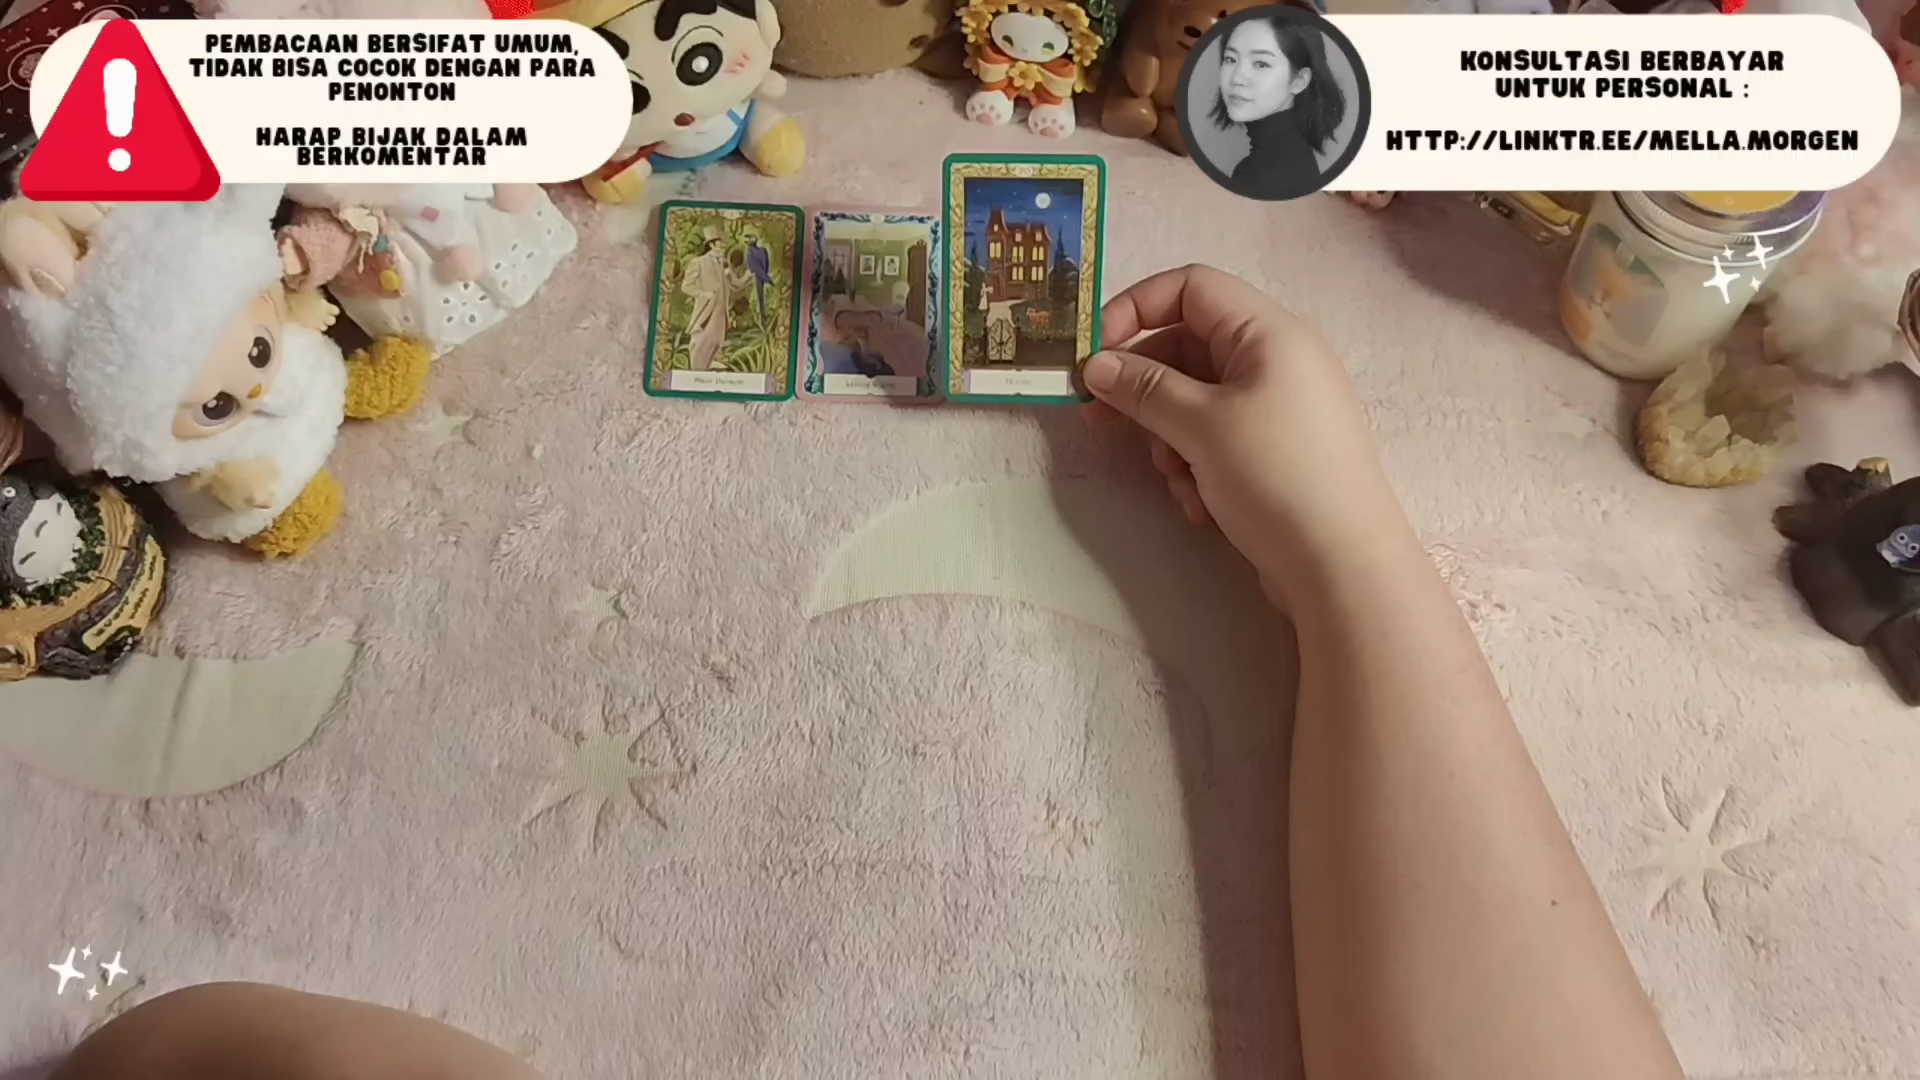 PEMBACAAN BERSIFAT UMUM,
TIDAK BISA COCOK DENGAN PARA
PENONTON
HARAP BIJAK DALAM
BERKOMENTAR
KONSULTASI BERBAYAR
UNTUK PERSONAL :
HTTP://LINKTR.EE/MELLA.MORGEN